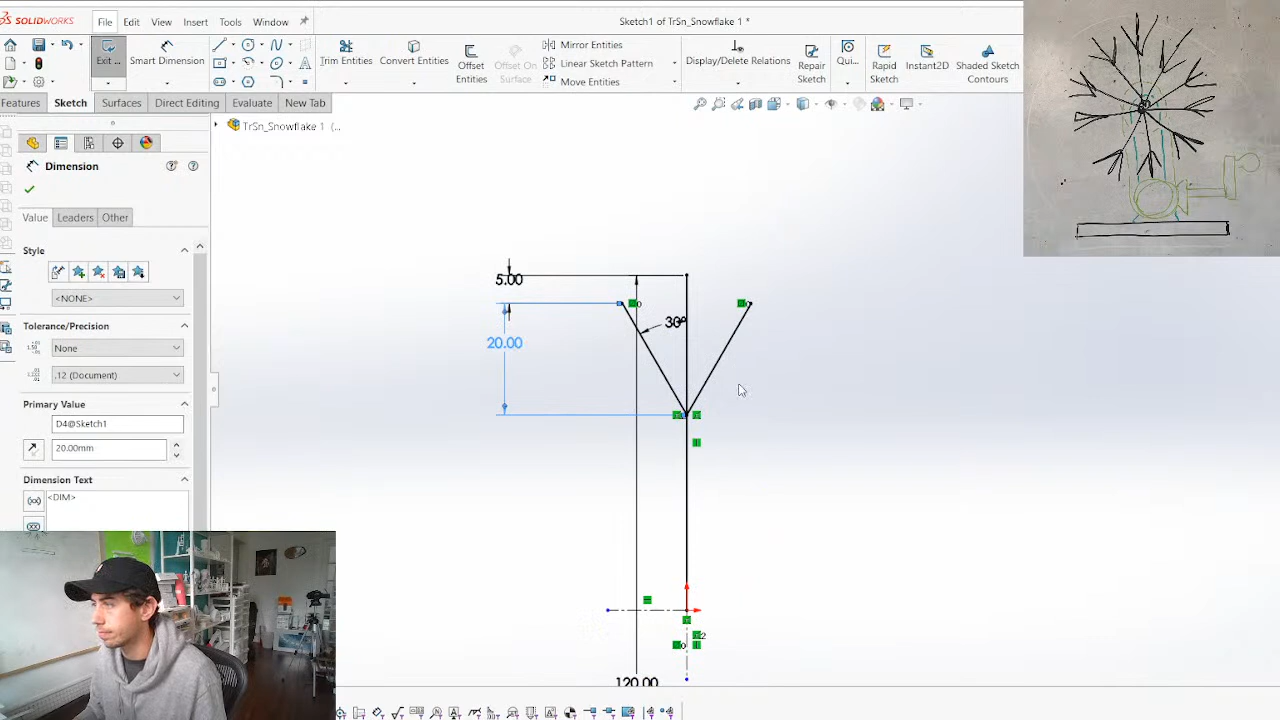 SOLIDWORKS File Edit View Insert Tools Window Sketch1 of TrSn_Snowflake 1 *
Exit ... Smart Dimension Trim Entities Convert Entities Offset Entities Offset On Surface Mirror Entities Linear Sketch Pattern Move Entities Display/Delete Relations Repair Sketch Qui... Rapid Sketch Instant2D Shaded Sketch Contours
Features Sketch Surfaces Direct Editing Evaluate New Tab
TrSn_Snowflake 1 (...
Dimension
Value Leaders Other
Style
<NONE>
Tolerance/Precision
None
.12 (Document)
Primary Value
D4@Sketch1
20.00mm
Dimension Text
<DIM>
5.00
30°
20.00
120.00